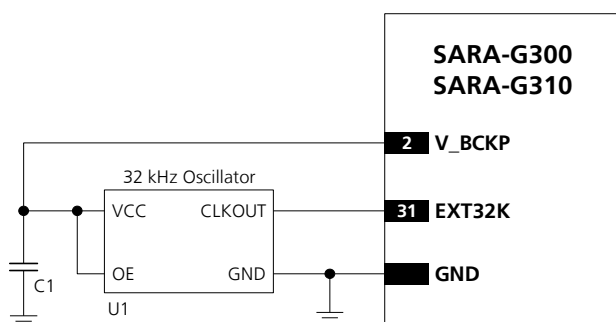 SARA-G300
SARA-G310
2 V_BCKP
32 kHz Oscillator
VCC CLKOUT
31 EXT32K
OE GND
GND
C1
U1